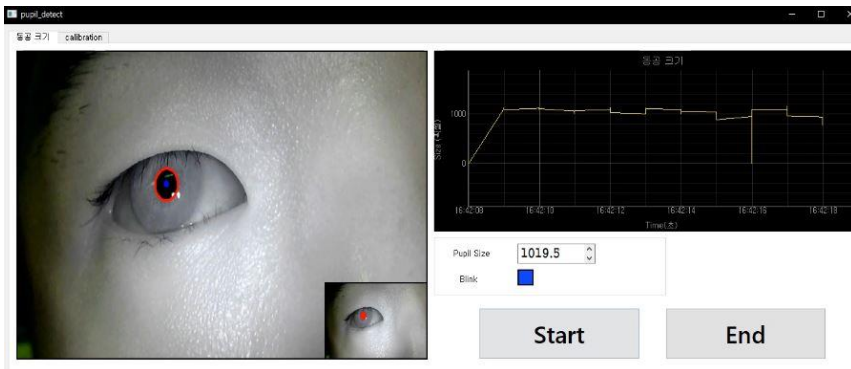 pupil_detect
동공 크기
calibration
동공 크기
Size (픽셀)
1000
0
16:42:08
16:42:10
16:42:12
16:42:14
16:42:16
16:42:18
Time(초)
Pupil Size
1019.5
Blink
Start
End